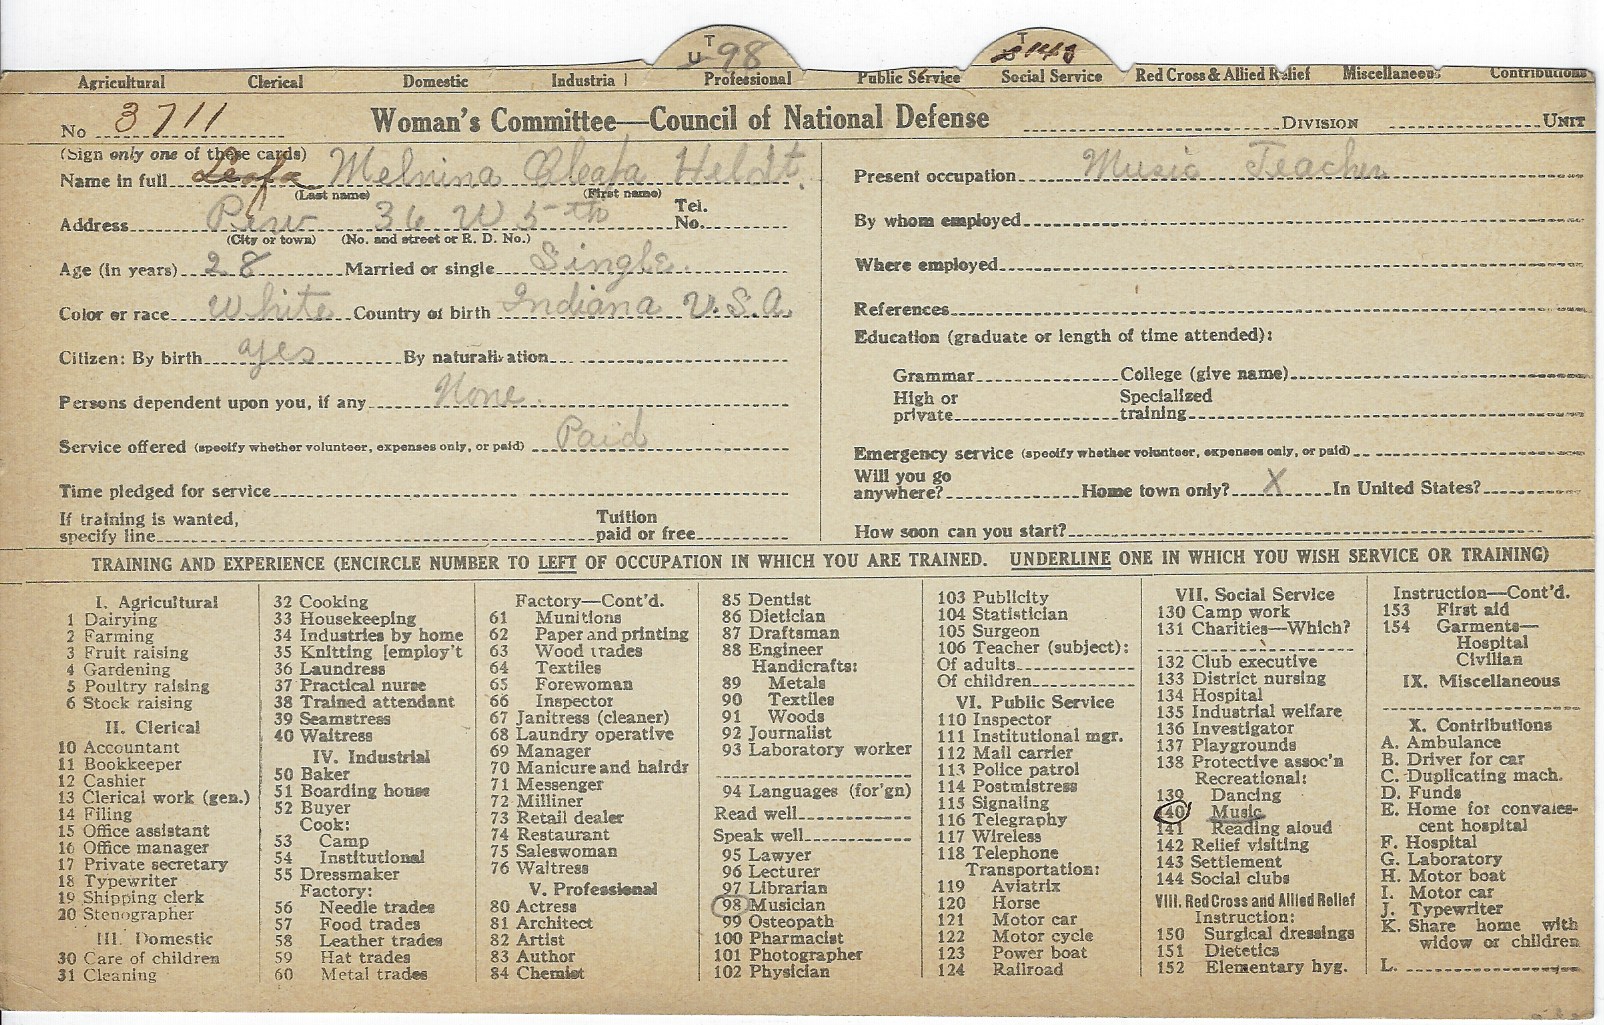 U T 98
T 140
Agricultural Clerical Domestic Industrial Professional Public Service Social Service Red Cross & Allied Relief Miscellaneous Contributions
No 3711 Woman's Committee—Council of National Defense DIVISION UNIT
(Sign only one of these cards)
Name in full Leafa Melnina Oleafa Heldt.
(Last name) (First name)
Address Peru 36 W 5th Tel. No.
(City or town) (No. and street or R. D. No.)
Age (in years) 28 Married or single Single.
Color or race White Country of birth Indiana U.S.A.
Citizen: By birth yes By naturalization
Persons dependent upon you, if any None.
Service offered (specify whether volunteer, expenses only, or paid) Paid
Time pledged for service
If training is wanted, specify line Tuition paid or free
Present occupation Music Teacher
By whom employed
Where employed
References
Education (graduate or length of time attended):
Grammar College (give name)
High or private Specialized training
Emergency service (specify whether volunteer, expenses only, or paid)
Will you go anywhere? Home town only? X In United States?
How soon can you start?
TRAINING AND EXPERIENCE (ENCIRCLE NUMBER TO LEFT OF OCCUPATION IN WHICH YOU ARE TRAINED. UNDERLINE ONE IN WHICH YOU WISH SERVICE OR TRAINING)
I. Agricultural
1 Dairying
2 Farming
3 Fruit raising
4 Gardening
5 Poultry raising
6 Stock raising
II. Clerical
10 Accountant
11 Bookkeeper
12 Cashier
13 Clerical work (gen.)
14 Filing
15 Office assistant
16 Office manager
17 Private secretary
18 Typewriter
19 Shipping clerk
20 Stenographer
III. Domestic
30 Care of children
31 Cleaning
32 Cooking
33 Housekeeping
34 Industries by home
35 Knitting [employ't
36 Laundress
37 Practical nurse
38 Trained attendant
39 Seamstress
40 Waitress
IV. Industrial
50 Baker
51 Boarding house
52 Buyer
Cook:
53 Camp
54 Institutional
55 Dressmaker
Factory:
56 Needle trades
57 Food trades
58 Leather trades
59 Hat trades
60 Metal trades
Factory—Cont'd.
61 Munitions
62 Paper and printing
63 Wood trades
64 Textiles
65 Forewoman
66 Inspector
67 Janitress (cleaner)
68 Laundry operative
69 Manager
70 Manicure and hairdr
71 Messenger
72 Milliner
73 Retail dealer
74 Restaurant
75 Saleswoman
76 Waitress
V. Professional
80 Actress
81 Architect
82 Artist
83 Author
84 Chemist
85 Dentist
86 Dietician
87 Draftsman
88 Engineer
Handicrafts:
89 Metals
90 Textiles
91 Woods
92 Journalist
93 Laboratory worker
94 Languages (for'gn)
Read well
Speak well
95 Lawyer
96 Lecturer
97 Librarian
98 Musician
99 Osteopath
100 Pharmacist
101 Photographer
102 Physician
103 Publicity
104 Statistician
105 Surgeon
106 Teacher (subject):
Of adults
Of children
VI. Public Service
110 Inspector
111 Institutional mgr.
112 Mail carrier
113 Police patrol
114 Postmistress
115 Signaling
116 Telegraphy
117 Wireless
118 Telephone
Transportation:
119 Aviatrix
120 Horse
121 Motor car
122 Motor cycle
123 Power boat
124 Railroad
VII. Social Service
130 Camp work
131 Charities—Which?
132 Club executive
133 District nursing
134 Hospital
135 Industrial welfare
136 Investigator
137 Playgrounds
138 Protective assoc'n
Recreational:
139 Dancing
140 Music
141 Reading aloud
142 Relief visiting
143 Settlement
144 Social clubs
VIII. Red Cross and Allied Relief
Instruction:
150 Surgical dressings
151 Dietetics
152 Elementary hyg.
Instruction—Cont'd.
153 First aid
154 Garments—
Hospital
Civilian
IX. Miscellaneous
X. Contributions
A. Ambulance
B. Driver for car
C. Duplicating mach.
D. Funds
E. Home for convales-
cent hospital
F. Hospital
G. Laboratory
H. Motor boat
I. Motor car
J. Typewriter
K. Share home with
widow or children
L.